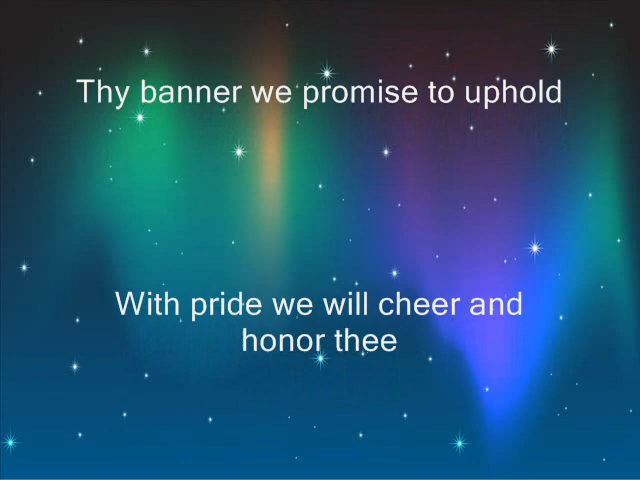 Thy banner we promise to uphold
With pride we will cheer and
honor thee